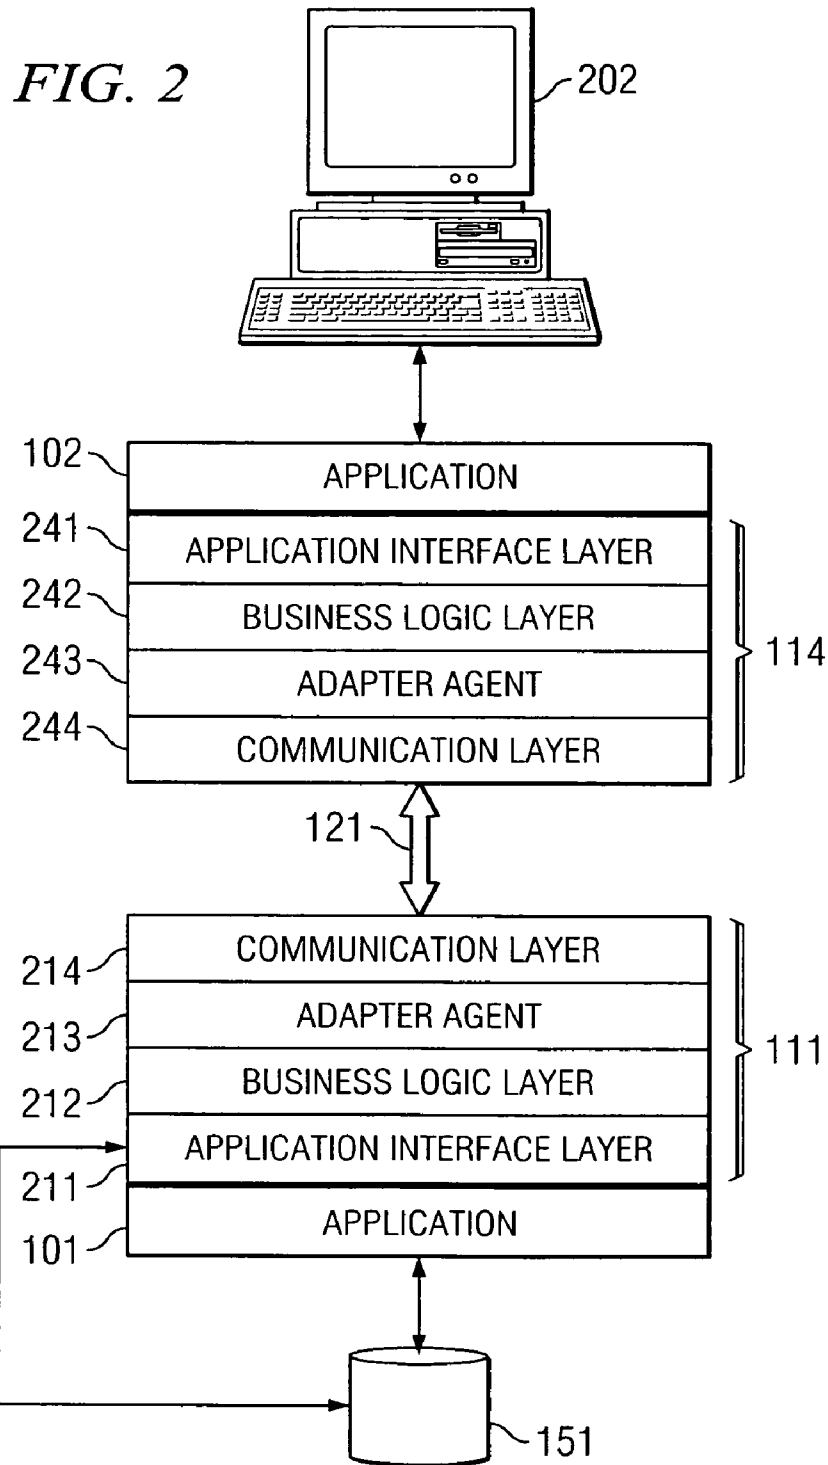 FIG. 2
202
102
APPLICATION
241
APPLICATION INTERFACE LAYER
242
BUSINESS LOGIC LAYER
114
243
ADAPTER AGENT
244
COMMUNICATION LAYER
121
214
COMMUNICATION LAYER
213
ADAPTER AGENT
111
212
BUSINESS LOGIC LAYER
211
APPLICATION INTERFACE LAYER
101
APPLICATION
151